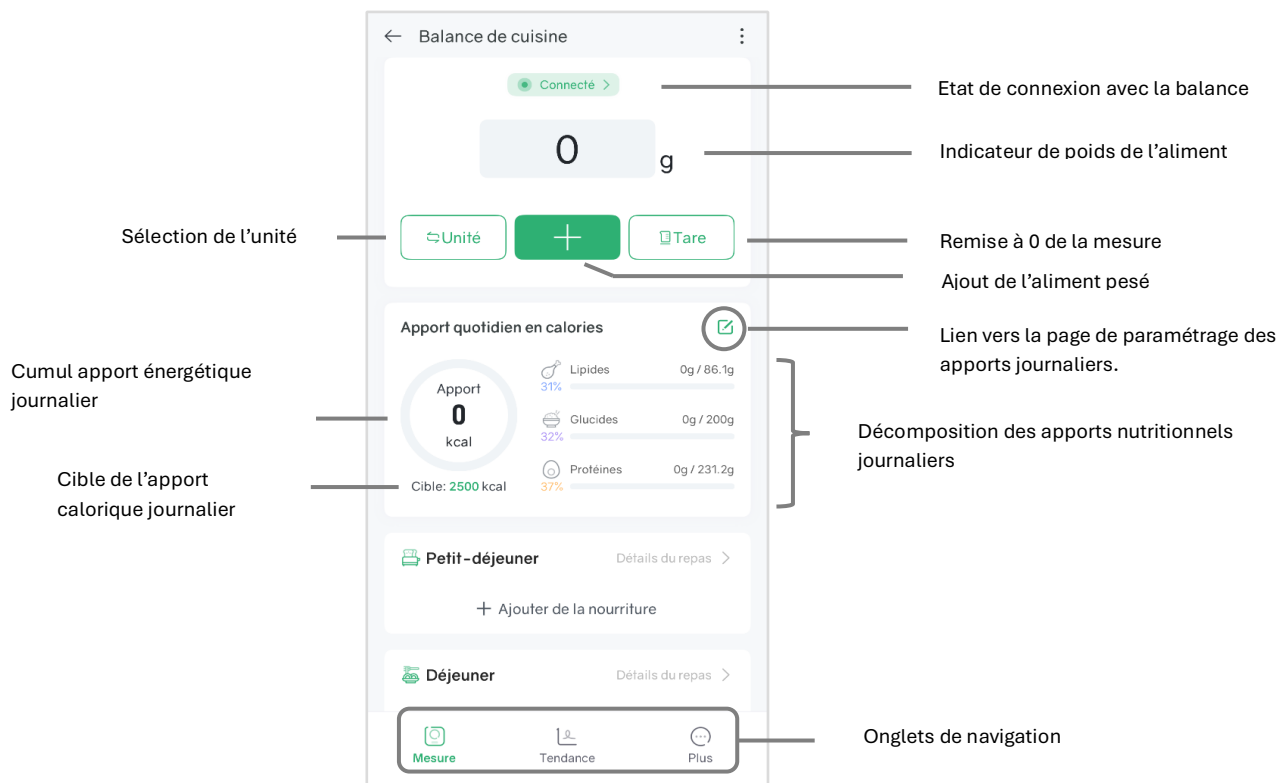 Balance de cuisine
Connecté
Etat de connexion avec la balance
0 g
Indicateur de poids de l’aliment
Sélection de l’unité
Unité
Tare
Remise à 0 de la mesure
Ajout de l’aliment pesé
Apport quotidien en calories
Lien vers la page de paramétrage des
apports journaliers.
Cumul apport énergétique
journalier
Apport
0
kcal
Cible: 2500 kcal
Lipides 0g / 86.1g
31%
Glucides 0g / 200g
32%
Protéines 0g / 231.2g
37%
Décomposition des apports nutritionnels
journaliers
Cible de l’apport
calorique journalier
Petit-déjeuner Détails du repas
+ Ajouter de la nourriture
Déjeuner Détails du repas
Mesure Tendance Plus
Onglets de navigation